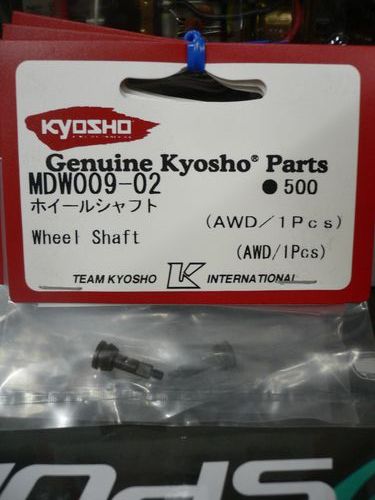 KYOSHO
Genuine Kyosho® Parts
MDW009-02 ●500
ホイールシャフト (AWD/1Pcs)
Wheel Shaft (AWD/1Pcs)
TEAM KYOSHO K INTERNATIONAL